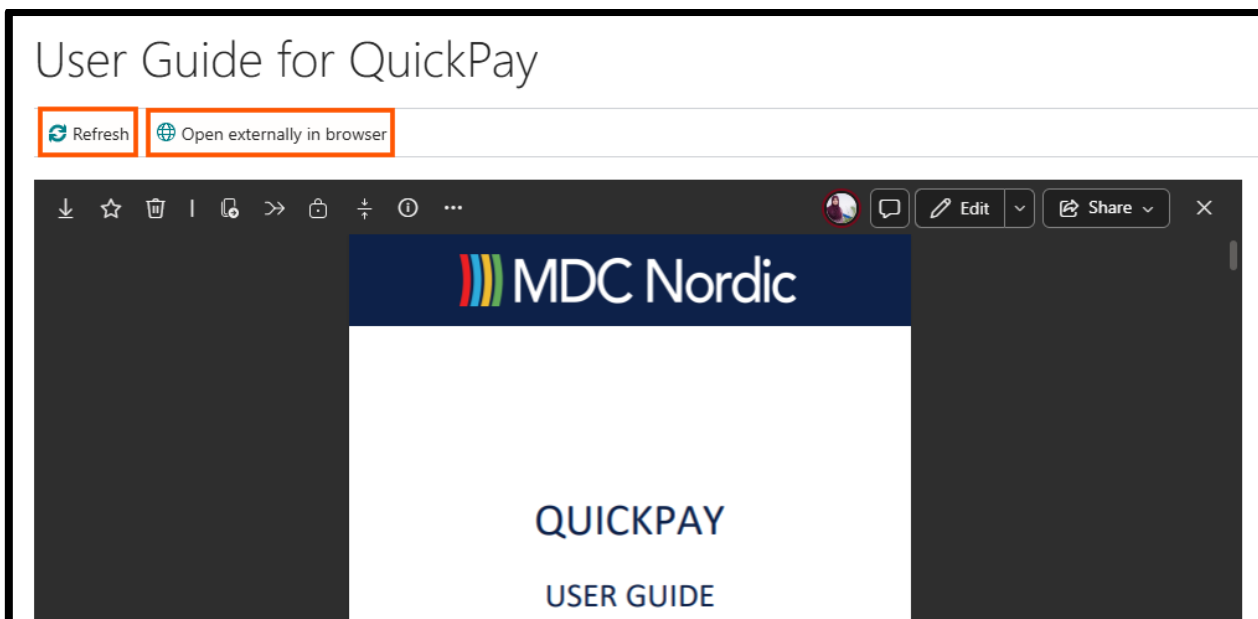 User Guide for QuickPay
Refresh Open externally in browser
Edit Share
MDC Nordic
QUICKPAY
USER GUIDE